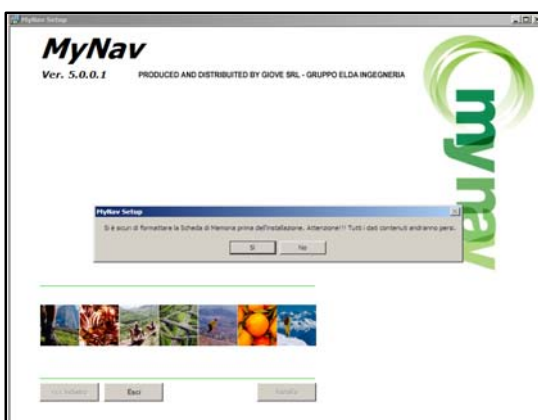 MyNav Setup
MyNav
Ver. 5.0.0.1
PRODUCED AND DISTRIBUITED BY GIOVE SRL - GRUPPO ELDA INGEGNERIA
mynav
MyNav Setup
Si è sicuri di formattare la Scheda di Memoria prima dell'installazione. Attenzione!!! Tutti i dati contenuti andranno persi.
Sì
No
<<< Indietro
Esci
Installa